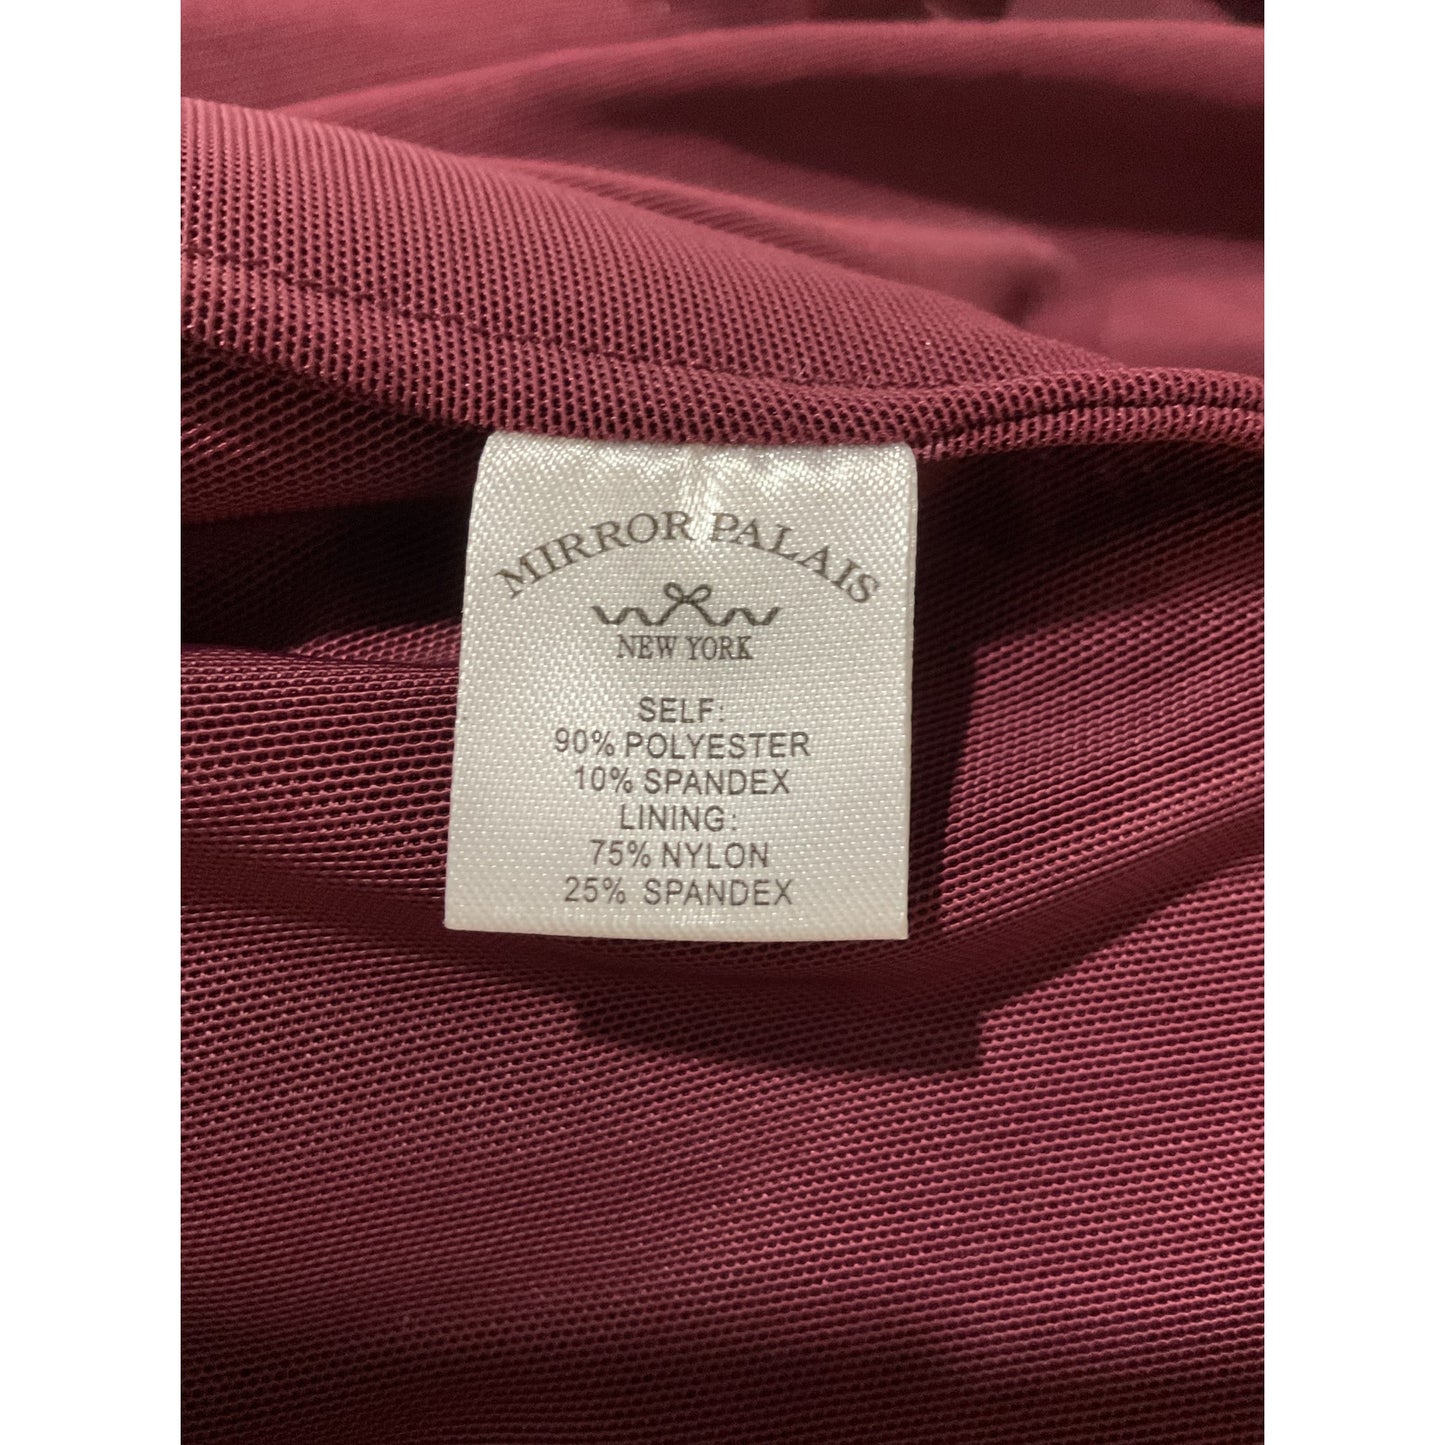 MIRROR PALAIS
NEW YORK
SELF:
90% POLYESTER
10% SPANDEX
LINING:
75% NYLON
25% SPANDEX